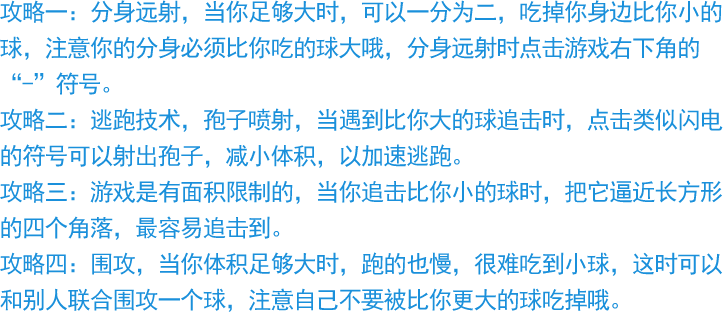 攻略一：分身远射，当你足够大时，可以一分为二，吃掉你身边比你小的
球，注意你的分身必须比你吃的球大哦，分身远射时点击游戏右下角的
“-”符号。
攻略二：逃跑技术，孢子喷射，当遇到比你大的球追击时，点击类似闪电
的符号可以射出孢子，减小体积，以加速逃跑。
攻略三：游戏是有面积限制的，当你追击比你小的球时，把它逼近长方形
的四个角落，最容易追击到。
攻略四：围攻，当你体积足够大时，跑的也慢，很难吃到小球，这时可以
和别人联合围攻一个球，注意自己不要被比你更大的球吃掉哦。